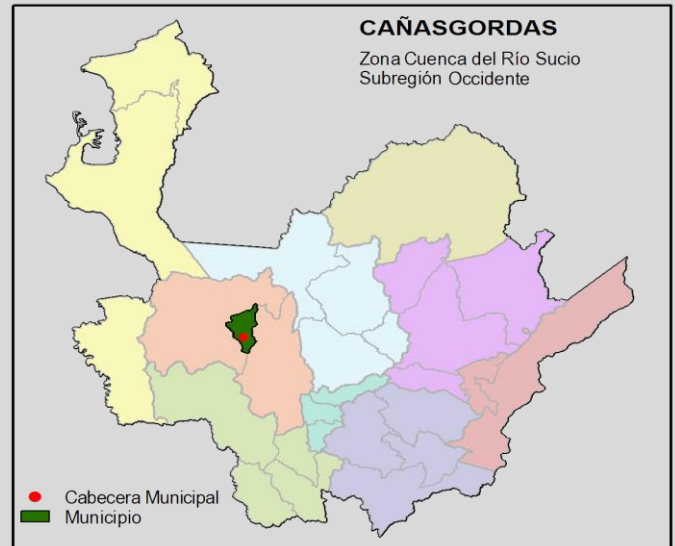 CAÑASGORDAS
Zona Cuenca del Río Sucio
Subregión Occidente
Cabecera Municipal
Municipio